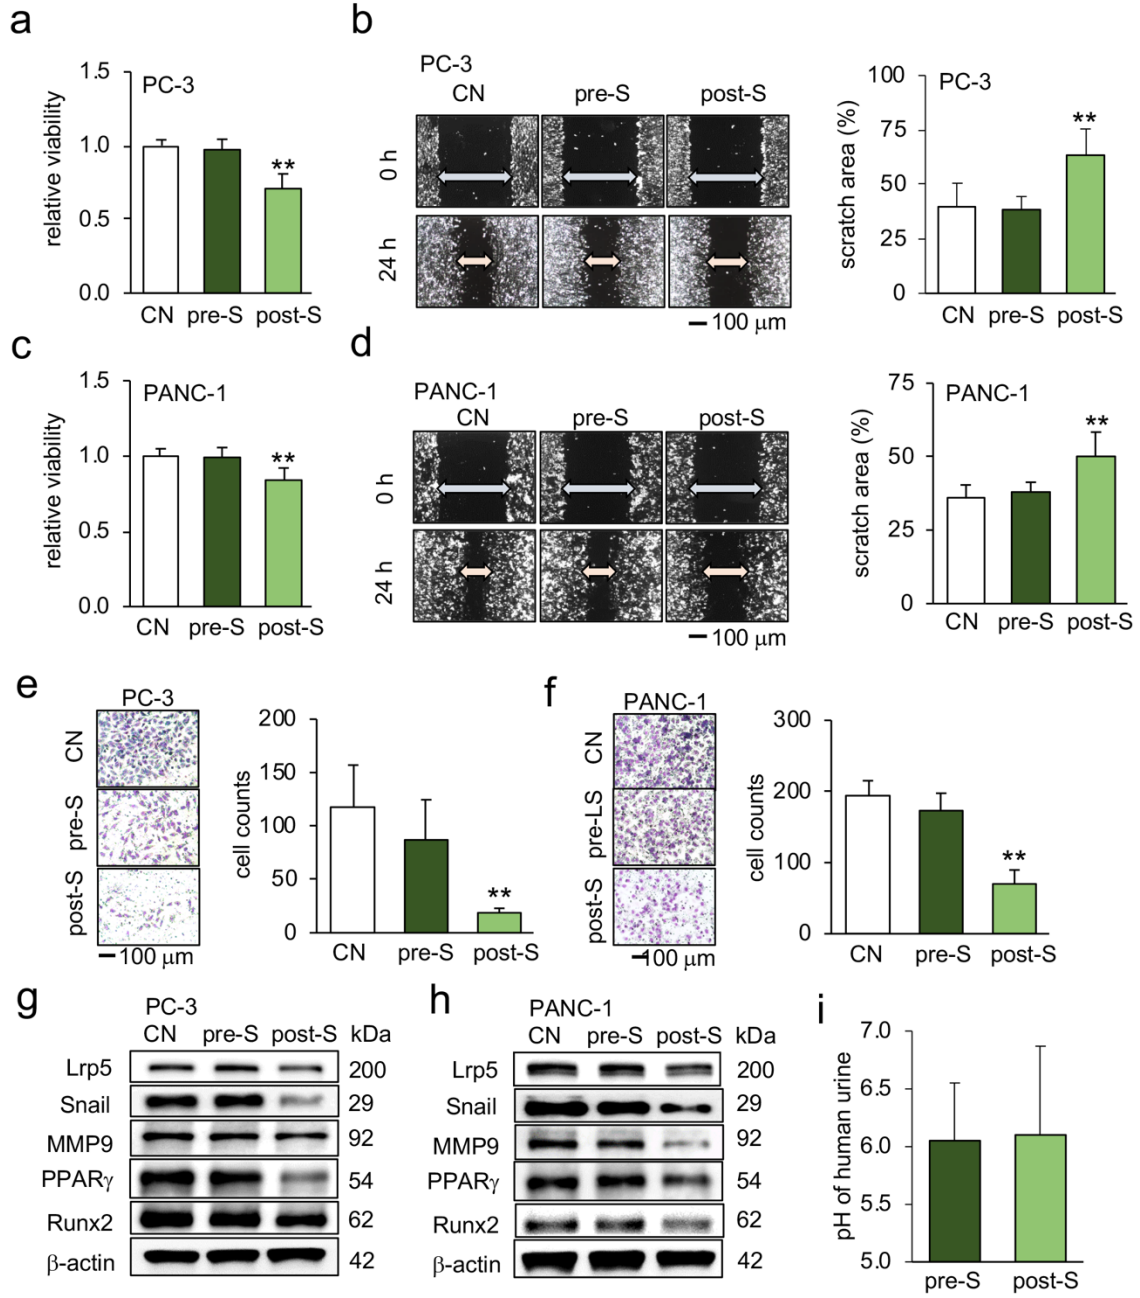 a
relative viability
1.5
1.0
0.5
0.0
PC-3
**
CN pre-S post-S
b
PC-3
CN pre-S post-S
0 h
24 h
100 μm
scratch area (%)
100
75
50
25
0
PC-3
**
CN pre-S post-S
c
relative viability
1.5
1.0
0.5
0.0
PANC-1
**
CN pre-S post-S
d
PANC-1
CN pre-S post-S
0 h
24 h
100 μm
scratch area (%)
75
50
25
0
PANC-1
**
CN pre-S post-S
e
PC-3
CN
pre-S
post-S
100 μm
cell counts
200
150
100
50
0
**
CN pre-S post-S
f
PANC-1
CN
pre-LS
post-S
100 μm
cell counts
300
200
100
0
**
CN pre-S post-S
g
PC-3
CN pre-S post-S kDa
Lrp5 200
Snail 29
MMP9 92
PPARγ 54
Runx2 62
β-actin 42
h
PANC-1
CN pre-S post-S kDa
Lrp5 200
Snail 29
MMP9 92
PPARγ 54
Runx2 62
β-actin 42
i
pH of human urine
7.0
6.5
6.0
5.5
5.0
pre-S post-S